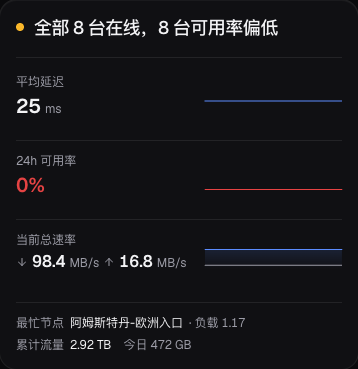 全部 8 台在线，8 台可用率偏低
平均延迟
25 ms
24h 可用率
0%
当前总速率
↓ 98.4 MB/s ↑ 16.8 MB/s
最忙节点 阿姆斯特丹-欧洲入口 · 负载 1.17
累计流量 2.92 TB 今日 472 GB